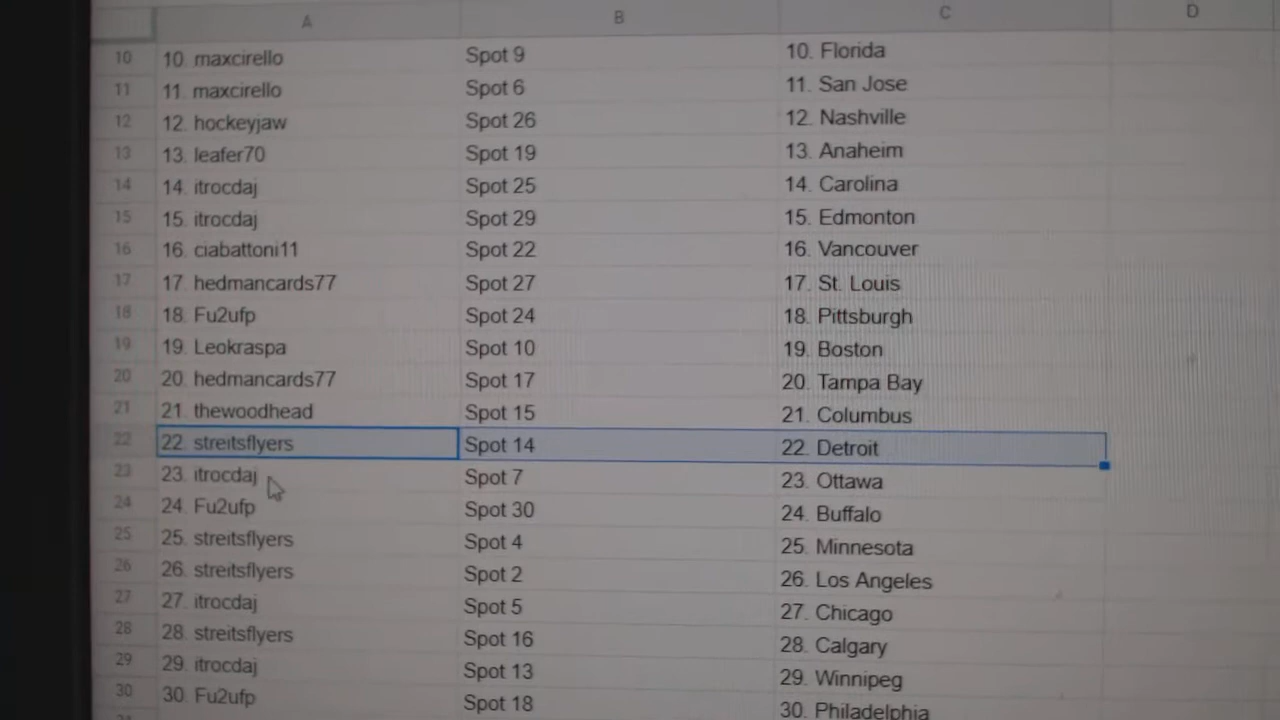 A B C D
10 10. maxcirello Spot 9 10. Florida
11 11. maxcirello Spot 6 11. San Jose
12 12. hockeyjaw Spot 26 12. Nashville
13 13. leafer70 Spot 19 13. Anaheim
14 14. itrocdaj Spot 25 14. Carolina
15 15. itrocdaj Spot 29 15. Edmonton
16 16. ciabattoni11 Spot 22 16. Vancouver
17 17. hedmancards77 Spot 27 17. St. Louis
18 18. Fu2ufp Spot 24 18. Pittsburgh
19 19. Leokraspa Spot 10 19. Boston
20 20. hedmancards77 Spot 17 20. Tampa Bay
21 21. thewoodhead Spot 15 21. Columbus
22 22. streitsflyers Spot 14 22. Detroit
23 23. itrocdaj Spot 7 23. Ottawa
24 24. Fu2ufp Spot 30 24. Buffalo
25 25. streitsflyers Spot 4 25. Minnesota
26 26. streitsflyers Spot 2 26. Los Angeles
27 27. itrocdaj Spot 5 27. Chicago
28 28. streitsflyers Spot 16 28. Calgary
29 29. itrocdaj Spot 13 29. Winnipeg
30 30. Fu2ufp Spot 18 30. Philadelphia